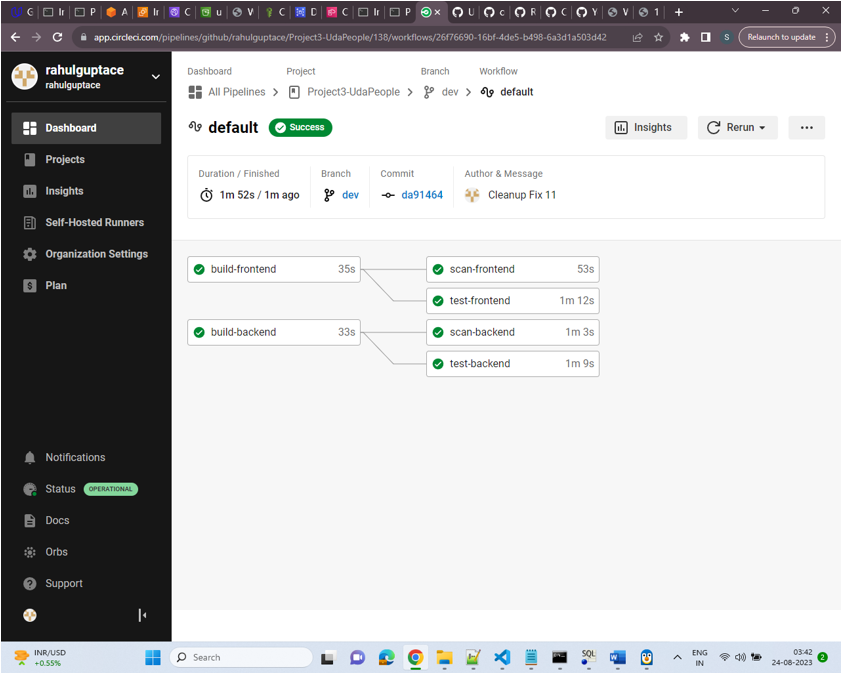 G
In
P
A
In
C
u
V
C
D
C
In
P
U
c
R
C
Y
V
1
app.circleci.com/pipelines/github/rahulguptace/Project3-UdaPeople/138/workflows/26f76690-16bf-4de5-b498-6a3d1a503d42
S
Relaunch to update
rahulguptace
rahulguptace
Dashboard
Projects
Insights
Self-Hosted Runners
Organization Settings
Plan
Notifications
Status OPERATIONAL
Docs
Orbs
Support
Dashboard Project Branch Workflow
All Pipelines Project3-UdaPeople dev default
default Success Insights Rerun
Duration / Finished Branch Commit Author & Message
1m 52s / 1m ago dev da91464 Cleanup Fix 11
build-frontend 35s scan-frontend 53s
test-frontend 1m 12s
build-backend 33s scan-backend 1m 3s
test-backend 1m 9s
INR/USD
+0.55%
Search
SQL
ENG
IN
03:42
24-08-2023
2